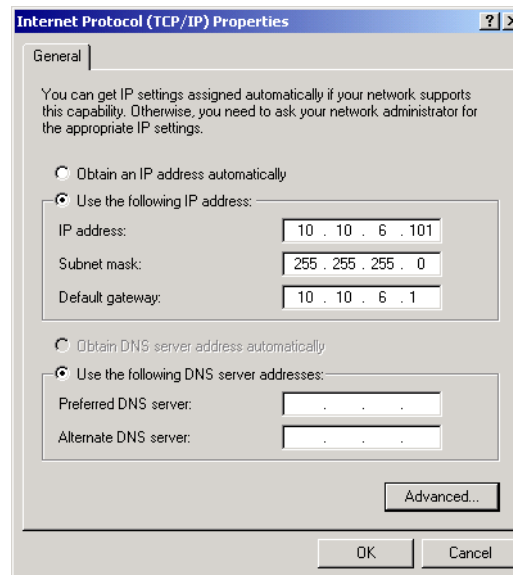 Internet Protocol (TCP/IP) Properties
General
You can get IP settings assigned automatically if your network supports
this capability. Otherwise, you need to ask your network administrator for
the appropriate IP settings.
Obtain an IP address automatically
Use the following IP address:
IP address: 10 . 10 . 6 . 101
Subnet mask: 255 . 255 . 255 . 0
Default gateway: 10 . 10 . 6 . 1
Obtain DNS server address automatically
Use the following DNS server addresses:
Preferred DNS server: . . .
Alternate DNS server: . . .
Advanced...
OK Cancel